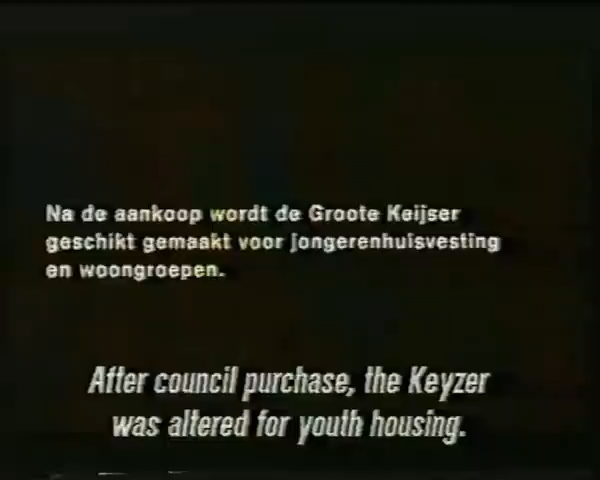 Na de aankoop wordt de Groote Keijser
geschikt gemaakt voor jongerenhuisvesting
en woongroepen.
After council purchase, the Keyzer
was altered for youth housing.